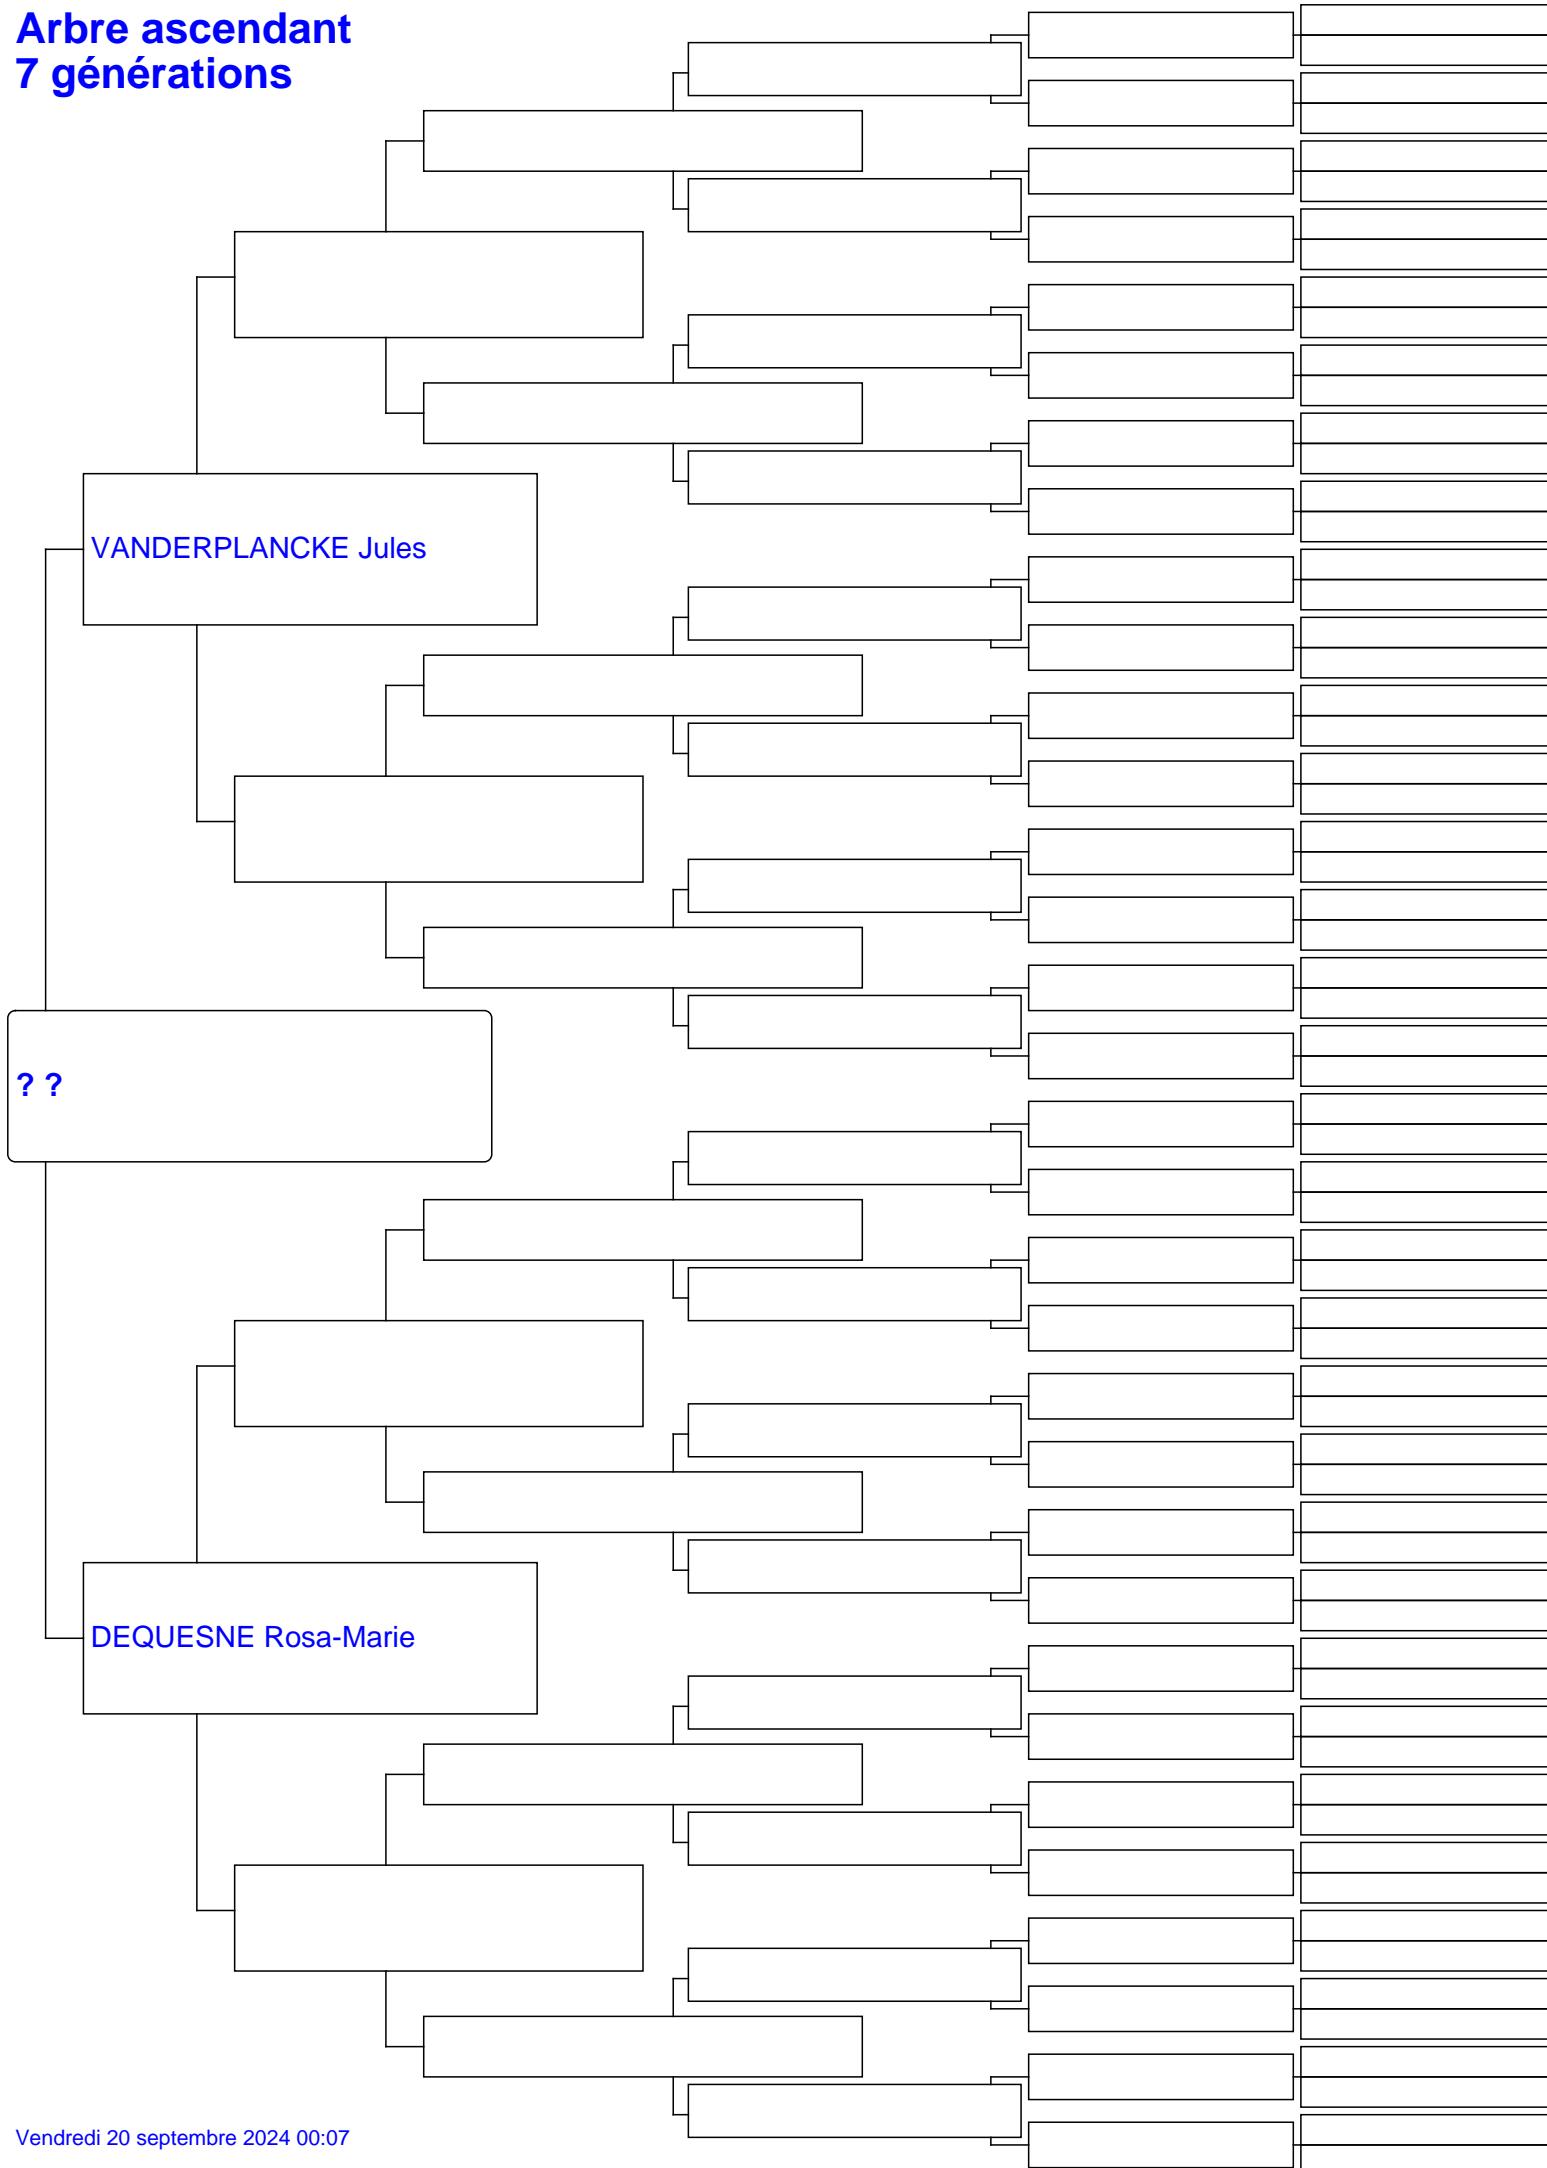 Arbre ascendant
7 générations
VANDERPLANCKE Jules
? ?
DEQUESNE Rosa-Marie
Vendredi 20 septembre 2024 00:07